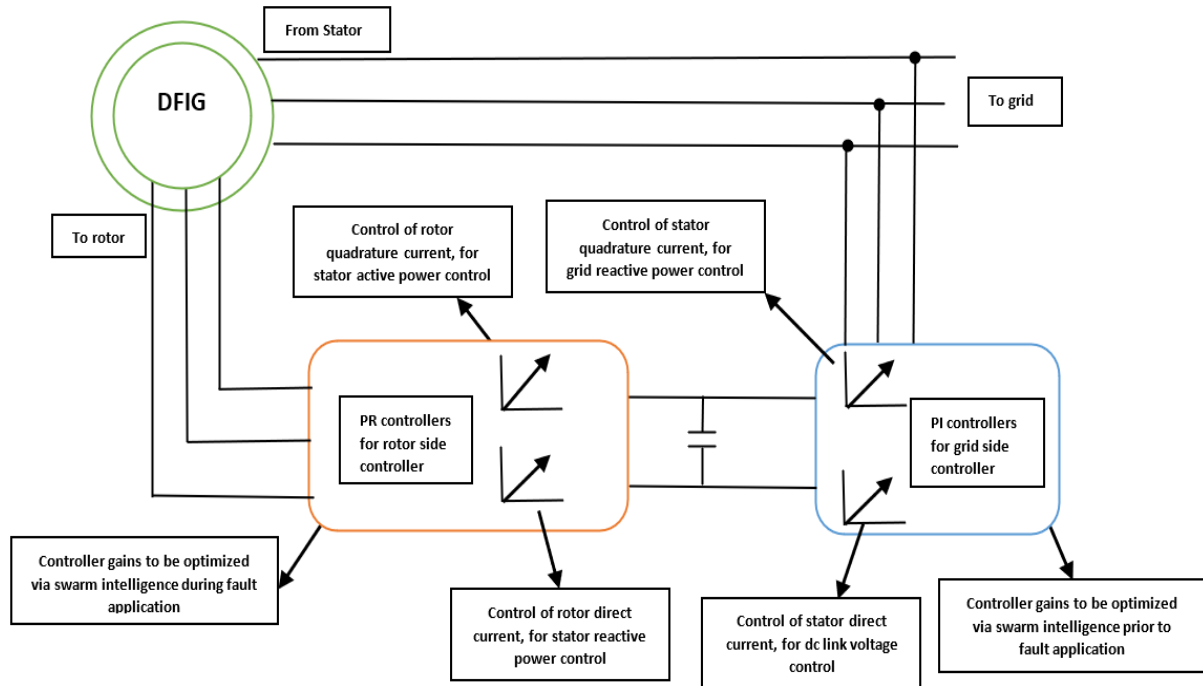 From Stator
DFIG
To grid
To rotor
Control of rotor
quadrature current, for
stator active power control
Control of stator
quadrature current, for
grid reactive power control
PR controllers
for rotor side
controller
PI controllers
for grid side
controller
Controller gains to be optimized
via swarm intelligence during fault
application
Control of rotor direct
current, for stator reactive
power control
Control of stator direct
current, for dc link voltage
control
Controller gains to be optimized
via swarm intelligence prior to
fault application